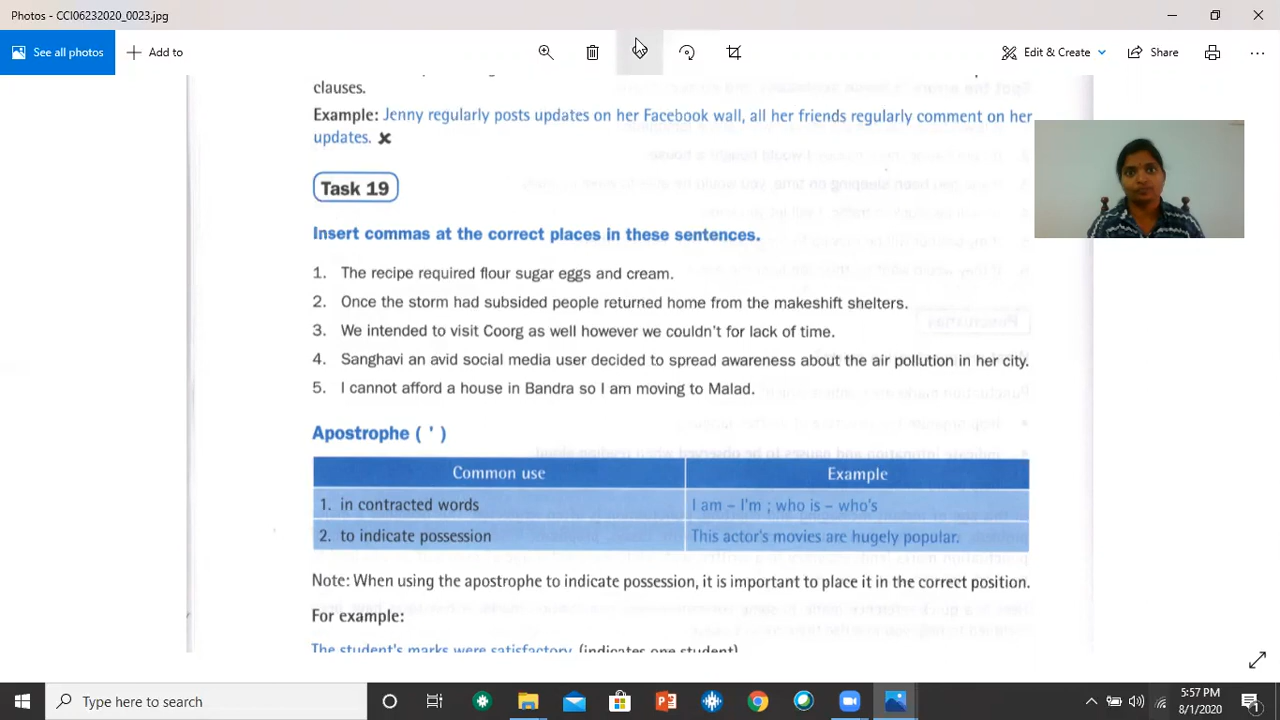 Photos - CCI06232020_0023.jpg
See all photos
Add to
Edit & Create
Share
clauses.
Example: Jenny regularly posts updates on her Facebook wall, all her friends regularly comment on her
updates. ✖
Task 19
Insert commas at the correct places in these sentences.
1. The recipe required flour sugar eggs and cream.
2. Once the storm had subsided people returned home from the makeshift shelters.
3. We intended to visit Coorg as well however we couldn't for lack of time.
4. Sanghavi an avid social media user decided to spread awareness about the air pollution in her city.
5. I cannot afford a house in Bandra so I am moving to Malad.
Apostrophe ( ' )
Common use Example
1. in contracted words I am – I'm ; who is – who's
2. to indicate possession This actor's movies are hugely popular.
Note: When using the apostrophe to indicate possession, it is important to place it in the correct position.
For example:
The student's marks were satisfactory (indicates one student)
Type here to search
5:57 PM
8/1/2020